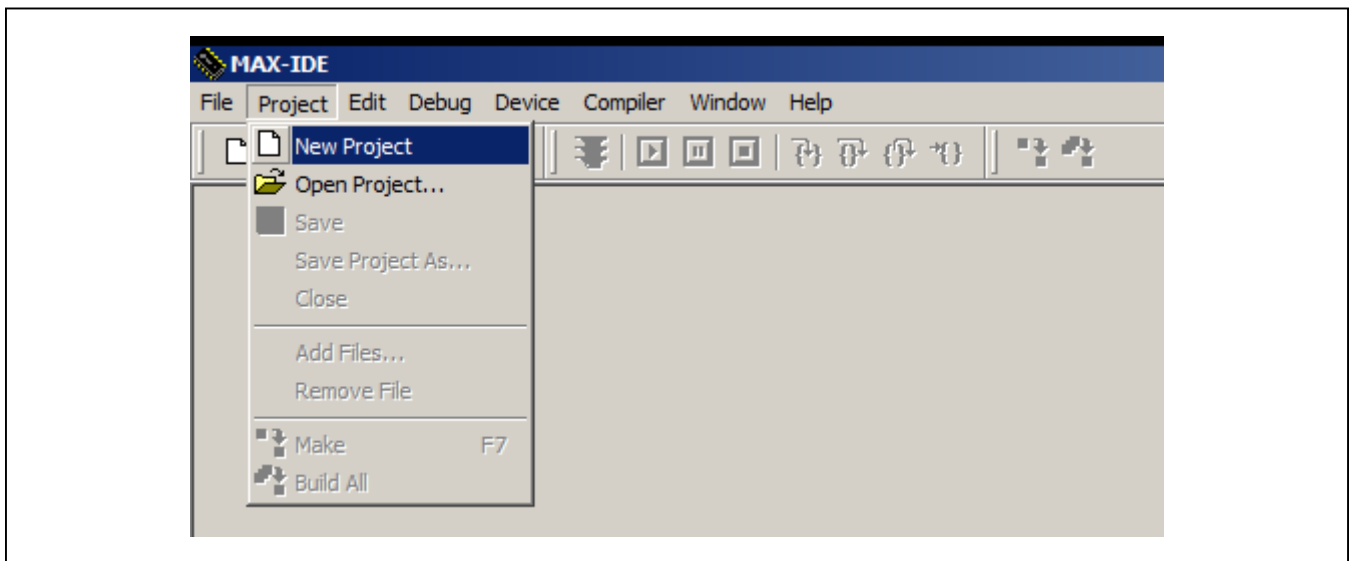 MAX-IDE
File Project Edit Debug Device Compiler Window Help
New Project
Open Project...
Save
Save Project As...
Close
Add Files...
Remove File
Make F7
Build All